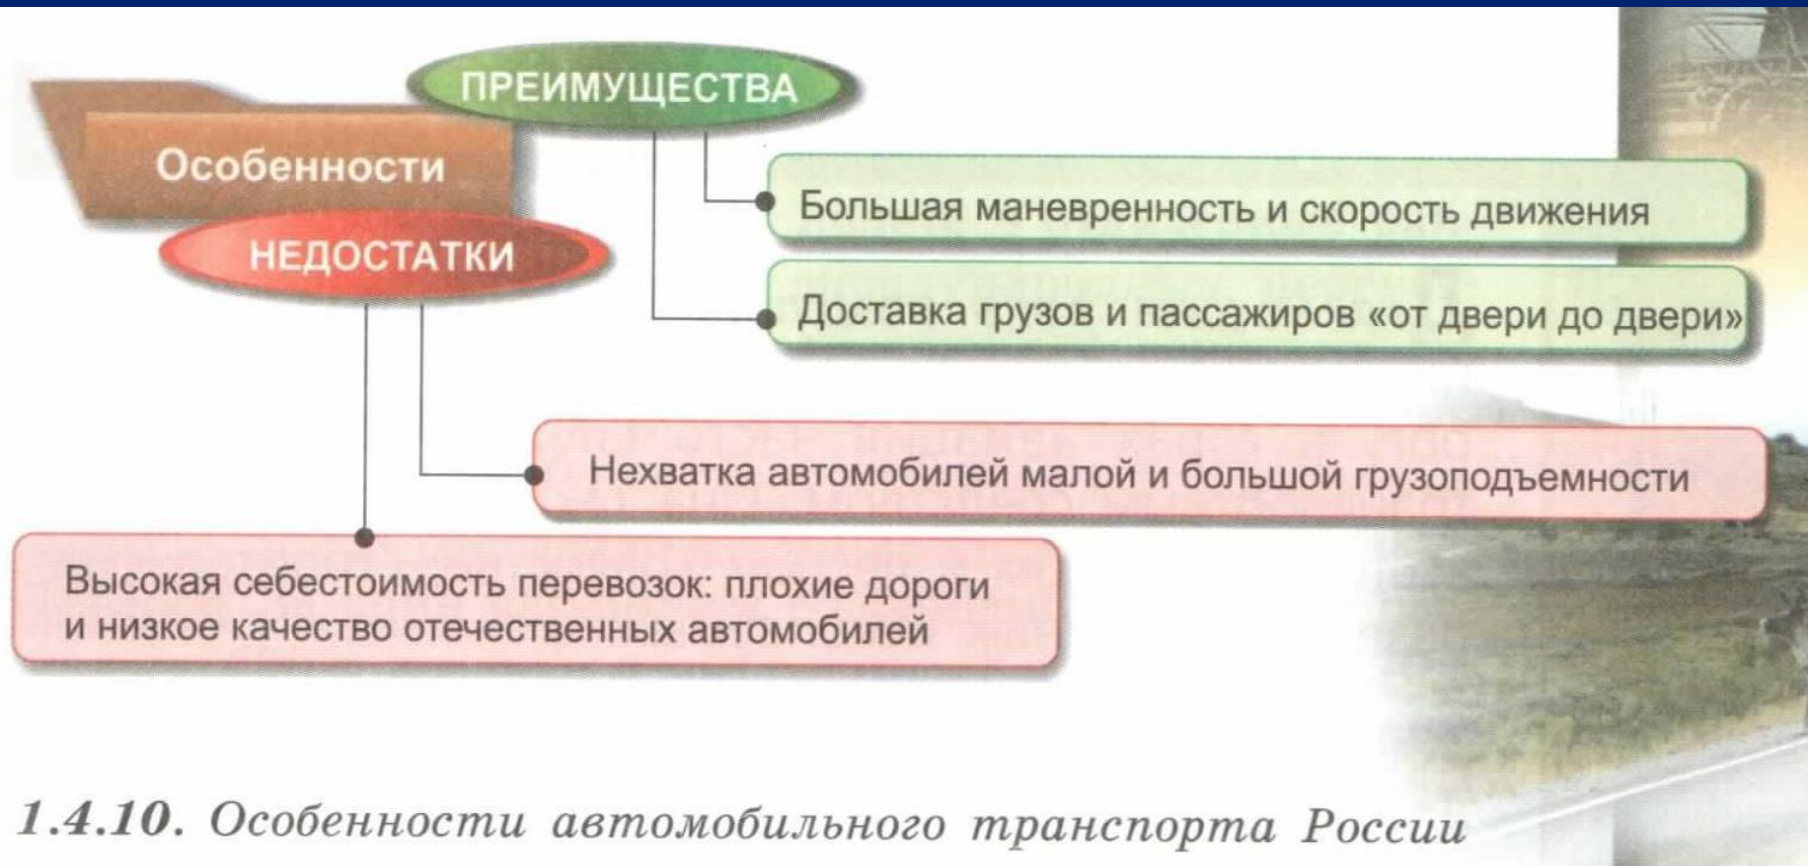 ПРЕИМУЩЕСТВА
Особенности
Большая маневренность и скорость движения
НЕДОСТАТКИ
Доставка грузов и пассажиров «от двери до двери»
Нехватка автомобилей малой и большой грузоподъемности
Высокая себестоимость перевозок: плохие дороги
и низкое качество отечественных автомобилей
1.4.10. Особенности автомобильного транспорта России